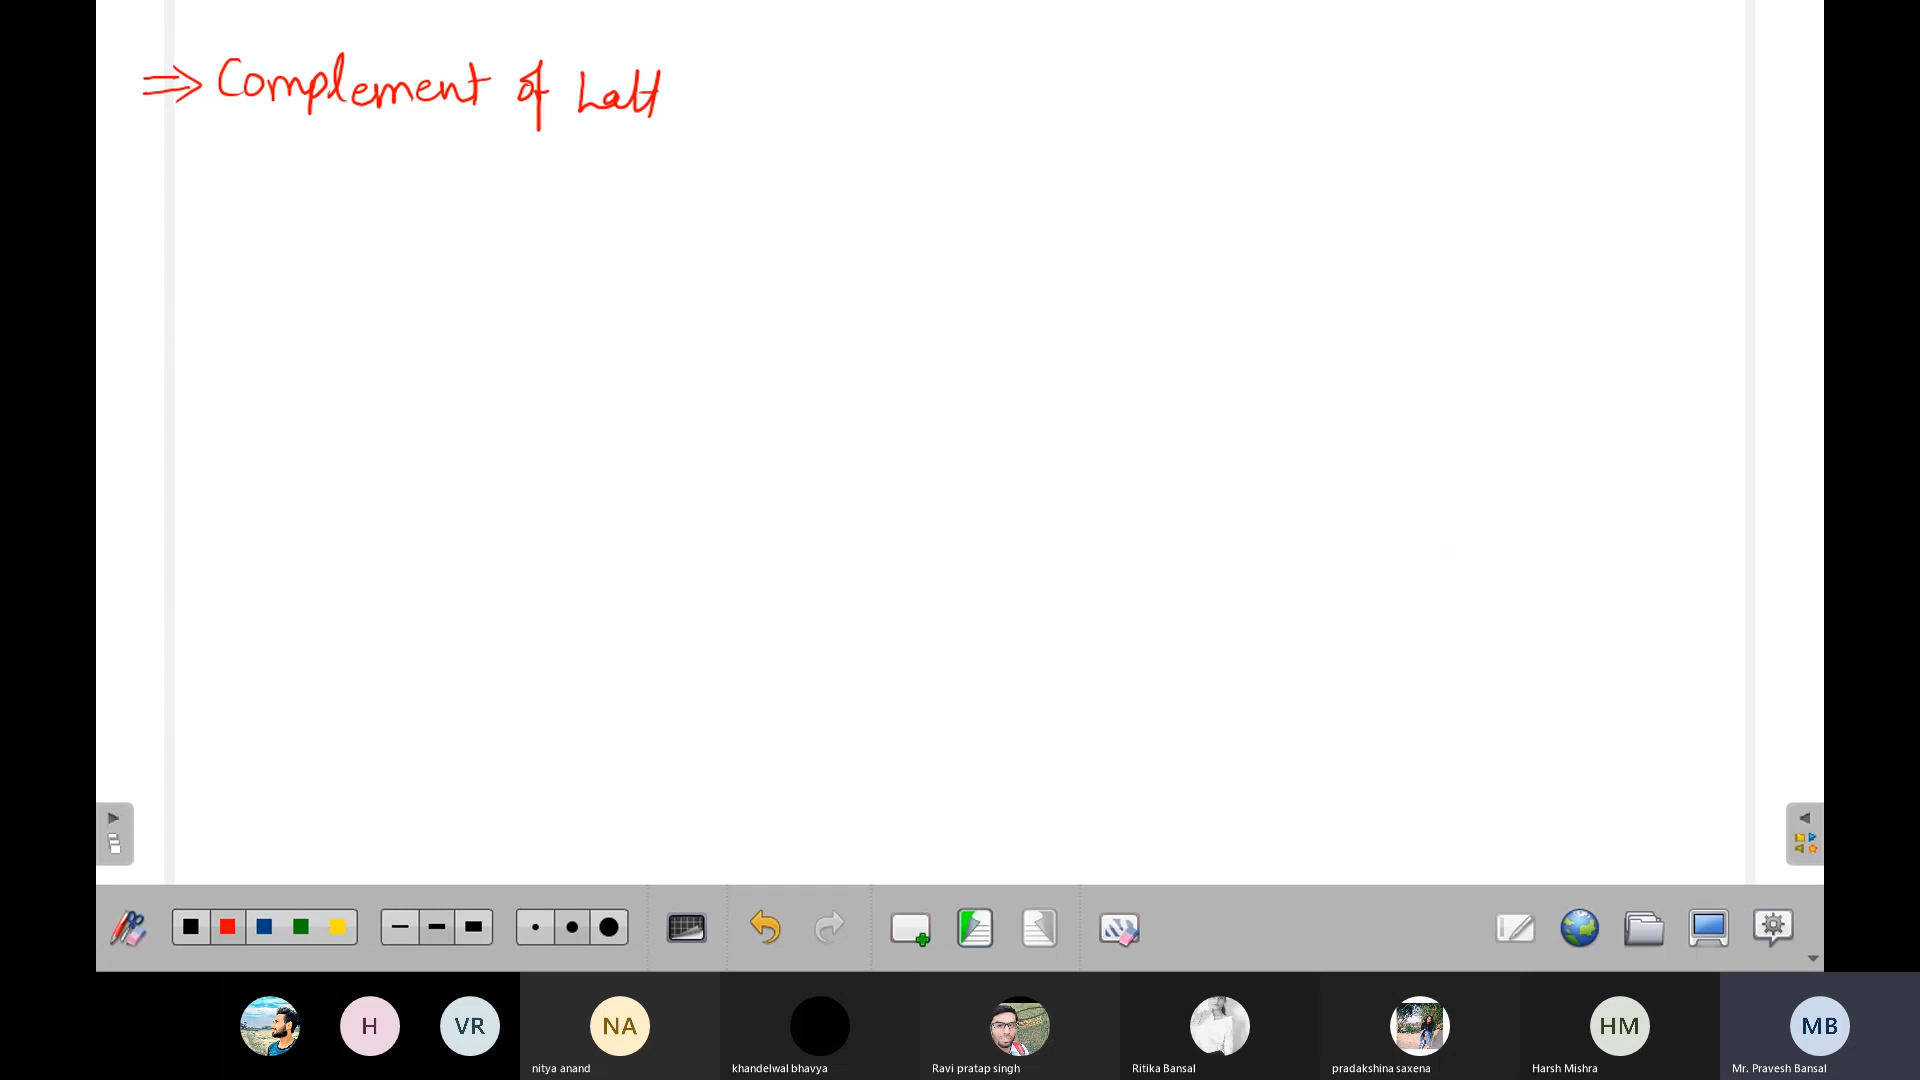 ⇒ Complement of Latt
H
VR
NA
HM
MB
nitya anand
khandelwal bhavya
Ravi pratap singh
Ritika Bansal
pradakshina saxena
Harsh Mishra
Mr. Pravesh Bansal